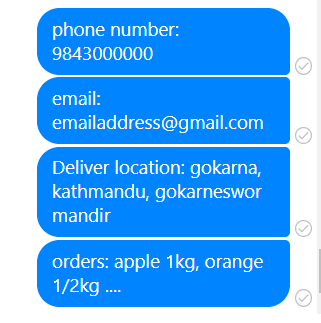 phone number:
9843000000
email:
emailaddress@gmail.com
Deliver location: gokarna,
kathmandu, gokarneswor
mandir
orders: apple 1kg, orange
1/2kg ....